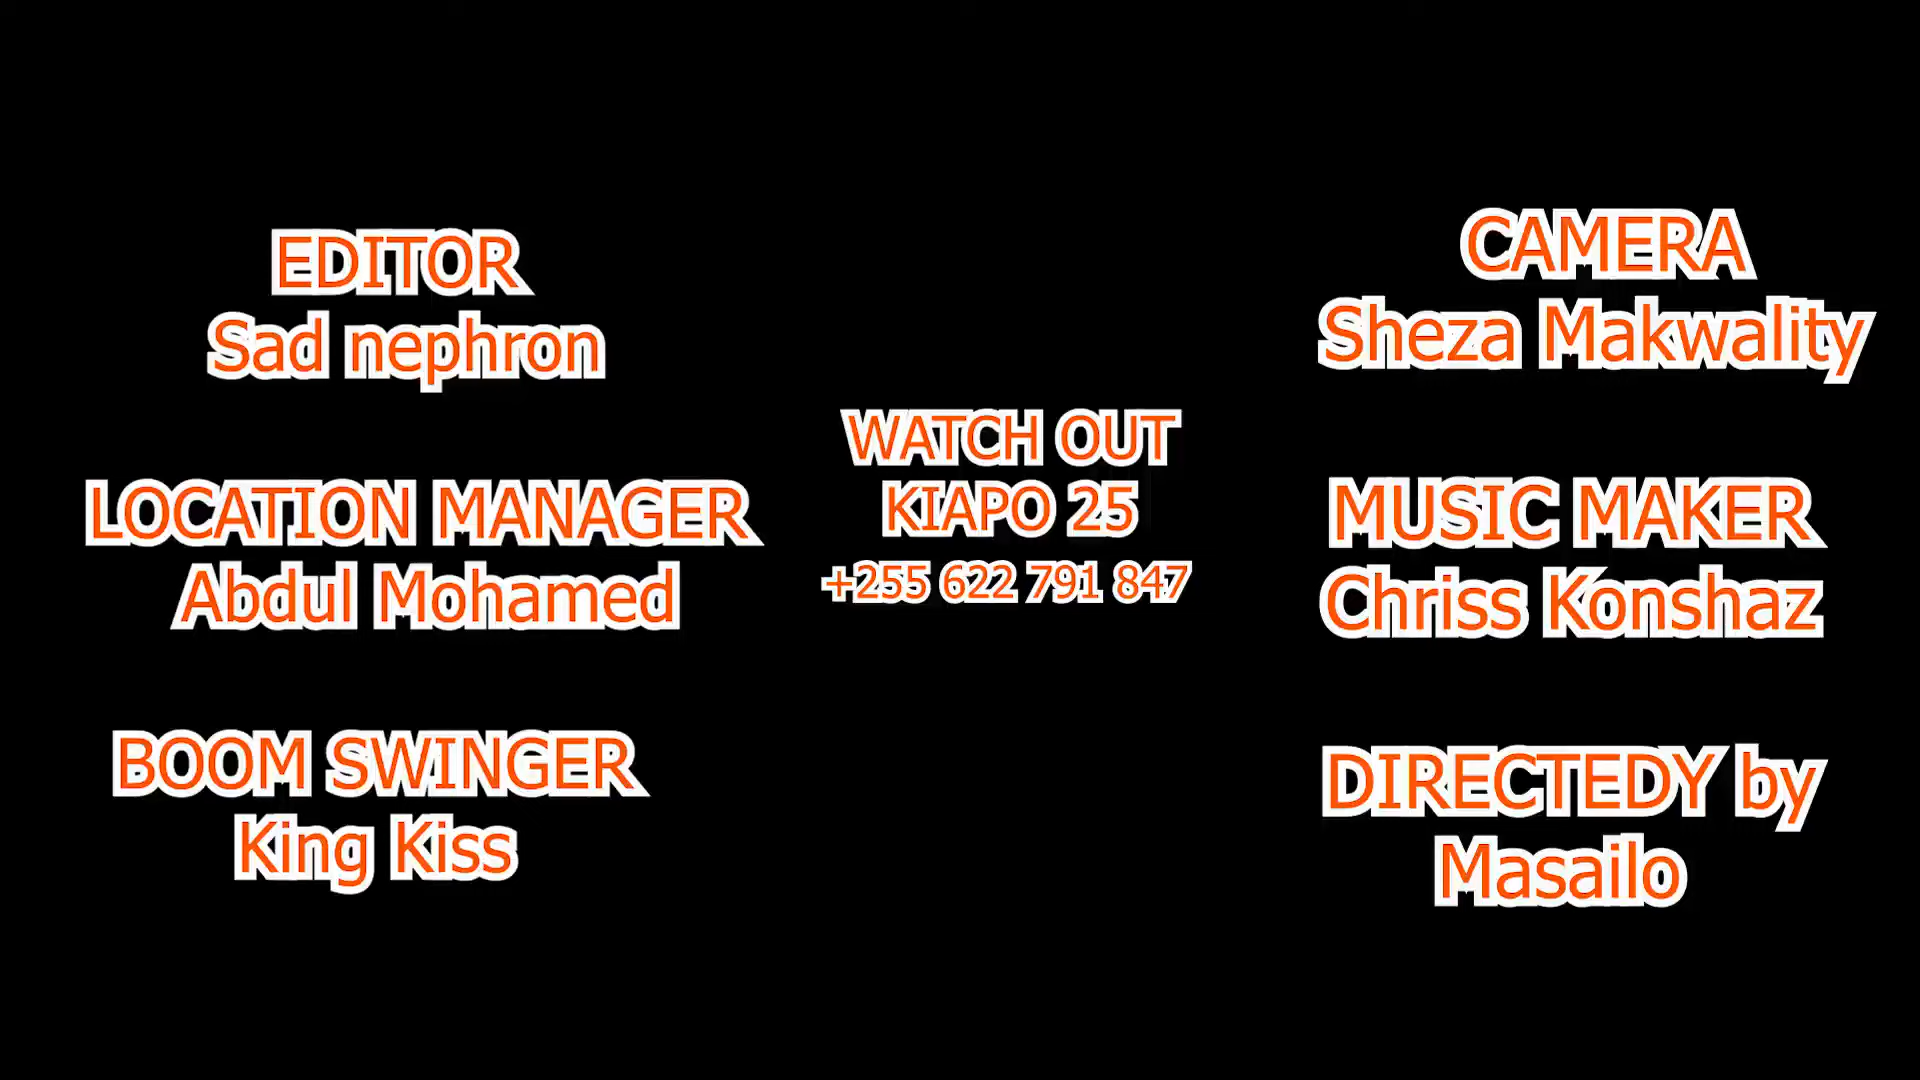 EDITOR
Sad nephron
LOCATION MANAGER
Abdul Mohamed
BOOM SWINGER
King Kiss
WATCH OUT
KIAPO 25
+255 622 791 847
CAMERA
Sheza Makwality
MUSIC MAKER
Chriss Konshaz
DIRECTEDY by
Masailo